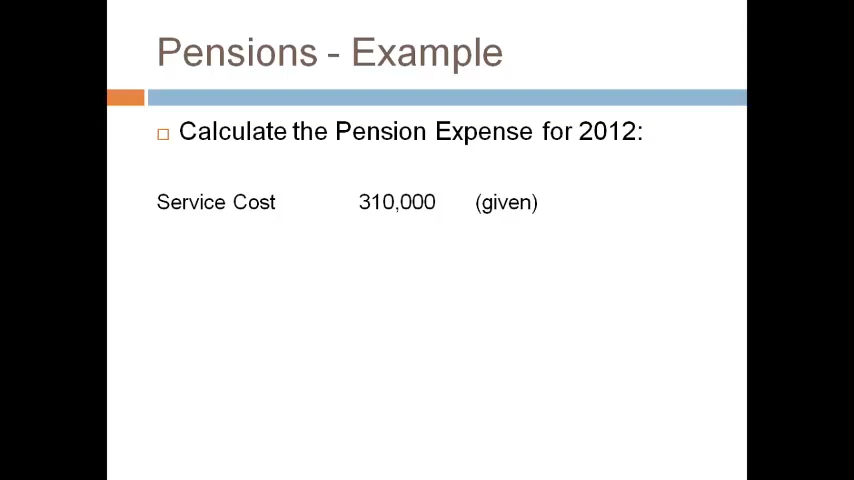 Pensions - Example
Calculate the Pension Expense for 2012:
Service Cost 310,000 (given)